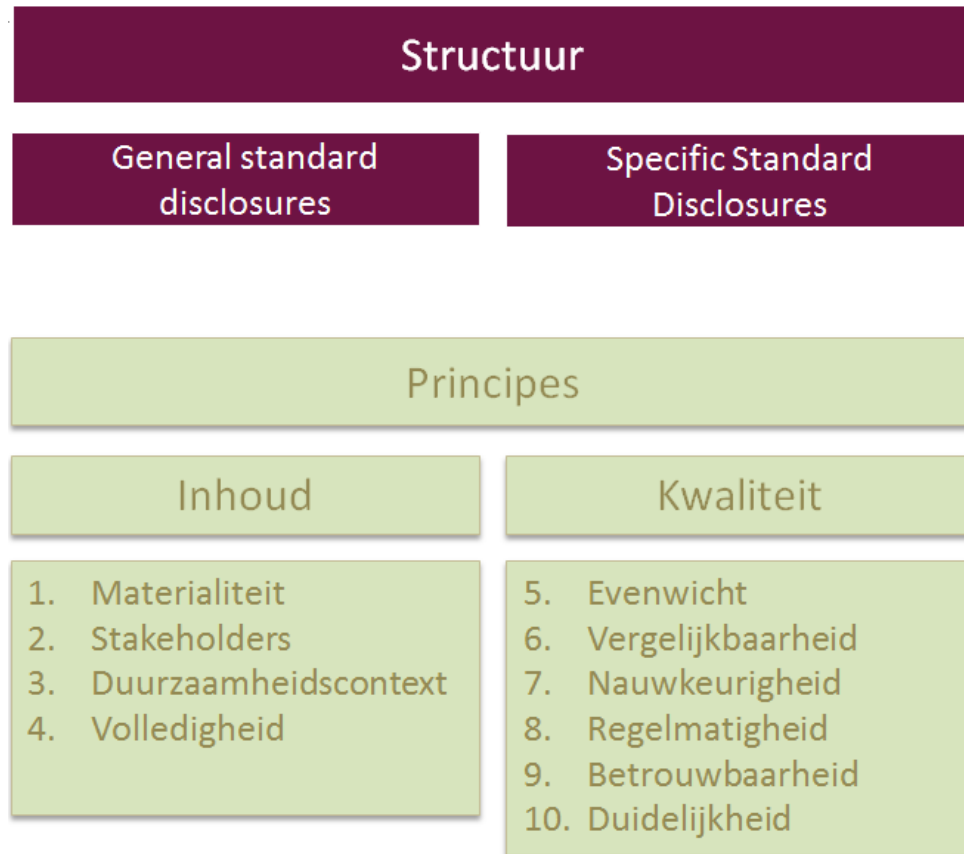 Structuur
General standard
disclosures
Specific Standard
Disclosures
Principes
Inhoud
Kwaliteit
1. Materialiteit
2. Stakeholders
3. Duurzaamheidscontext
4. Volledigheid
5. Evenwicht
6. Vergelijkbaarheid
7. Nauwkeurigheid
8. Regelmatigheid
9. Betrouwbaarheid
10. Duidelijkheid